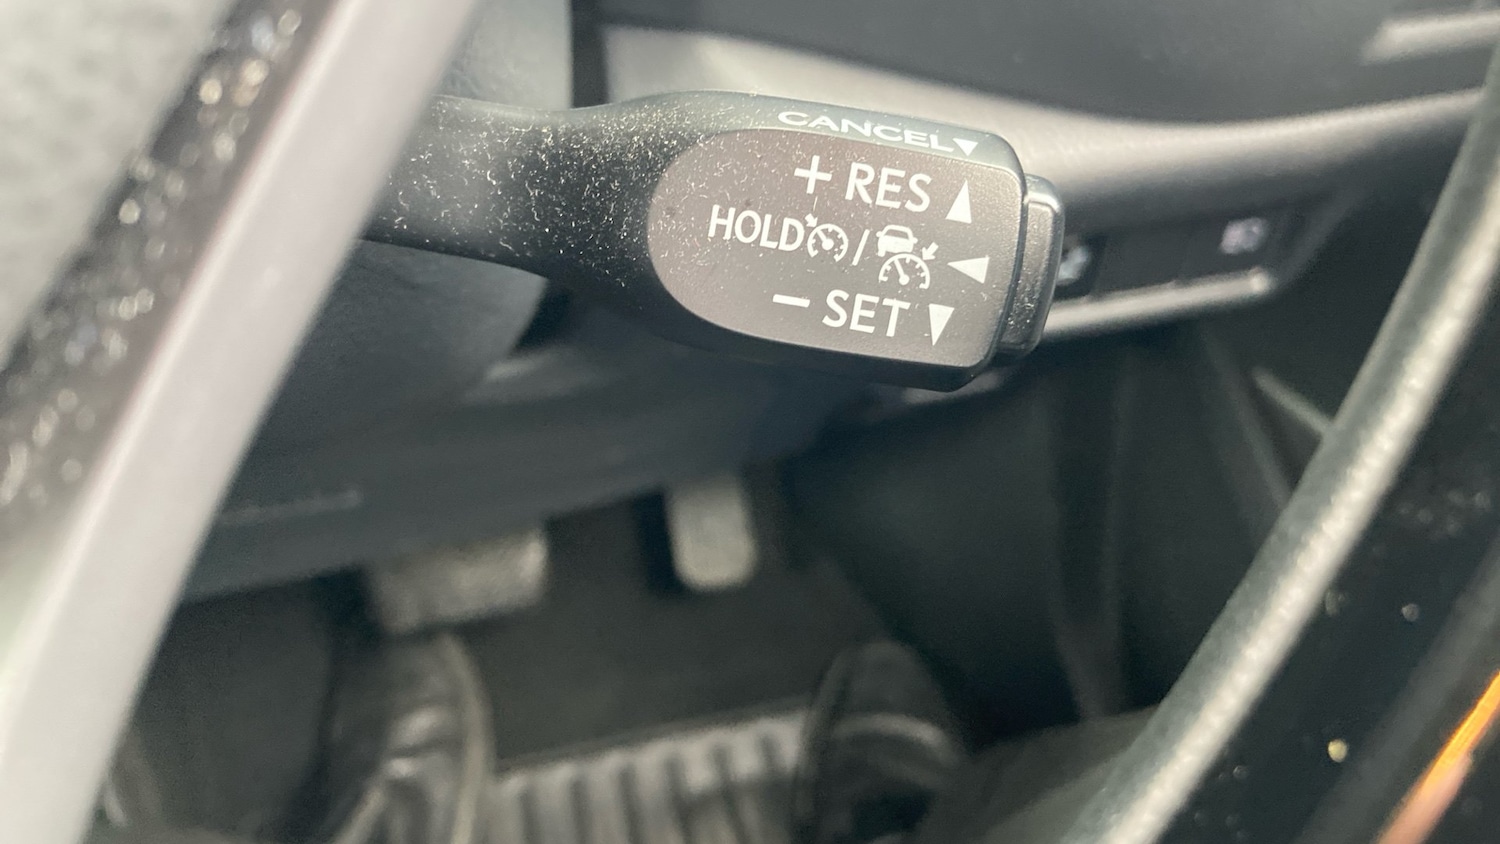 CANCEL▼
+ RES ▲
HOLD / ◀
− SET ▼